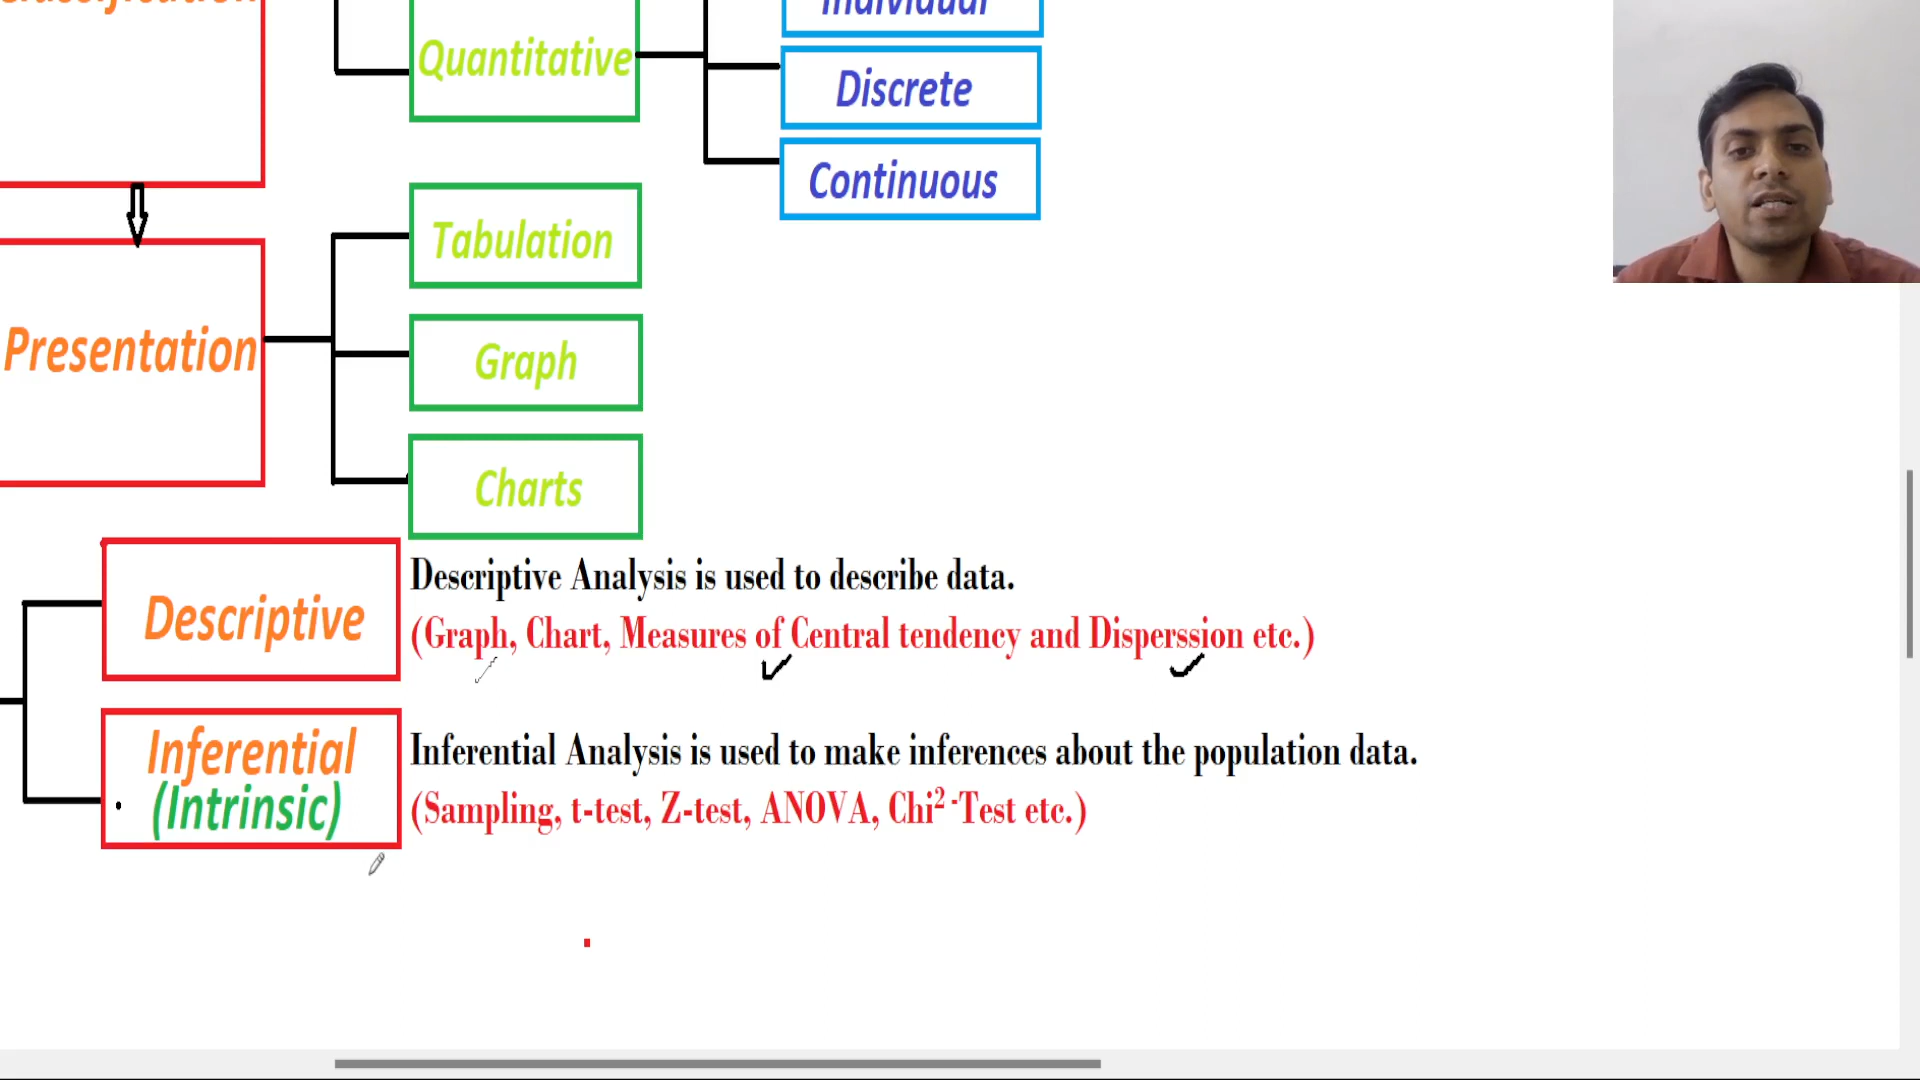 Classification
Individual
Quantitative
Discrete
Continuous
Tabulation
Presentation
Graph
Charts
Descriptive Analysis is used to describe data.
Descriptive
(Graph, Chart, Measures of Central tendency and Disperssion etc.)
Inferential
(Intrinsic)
Inferential Analysis is used to make inferences about the population data.
(Sampling, t-test, Z-test, ANOVA, Chi² -Test etc.)